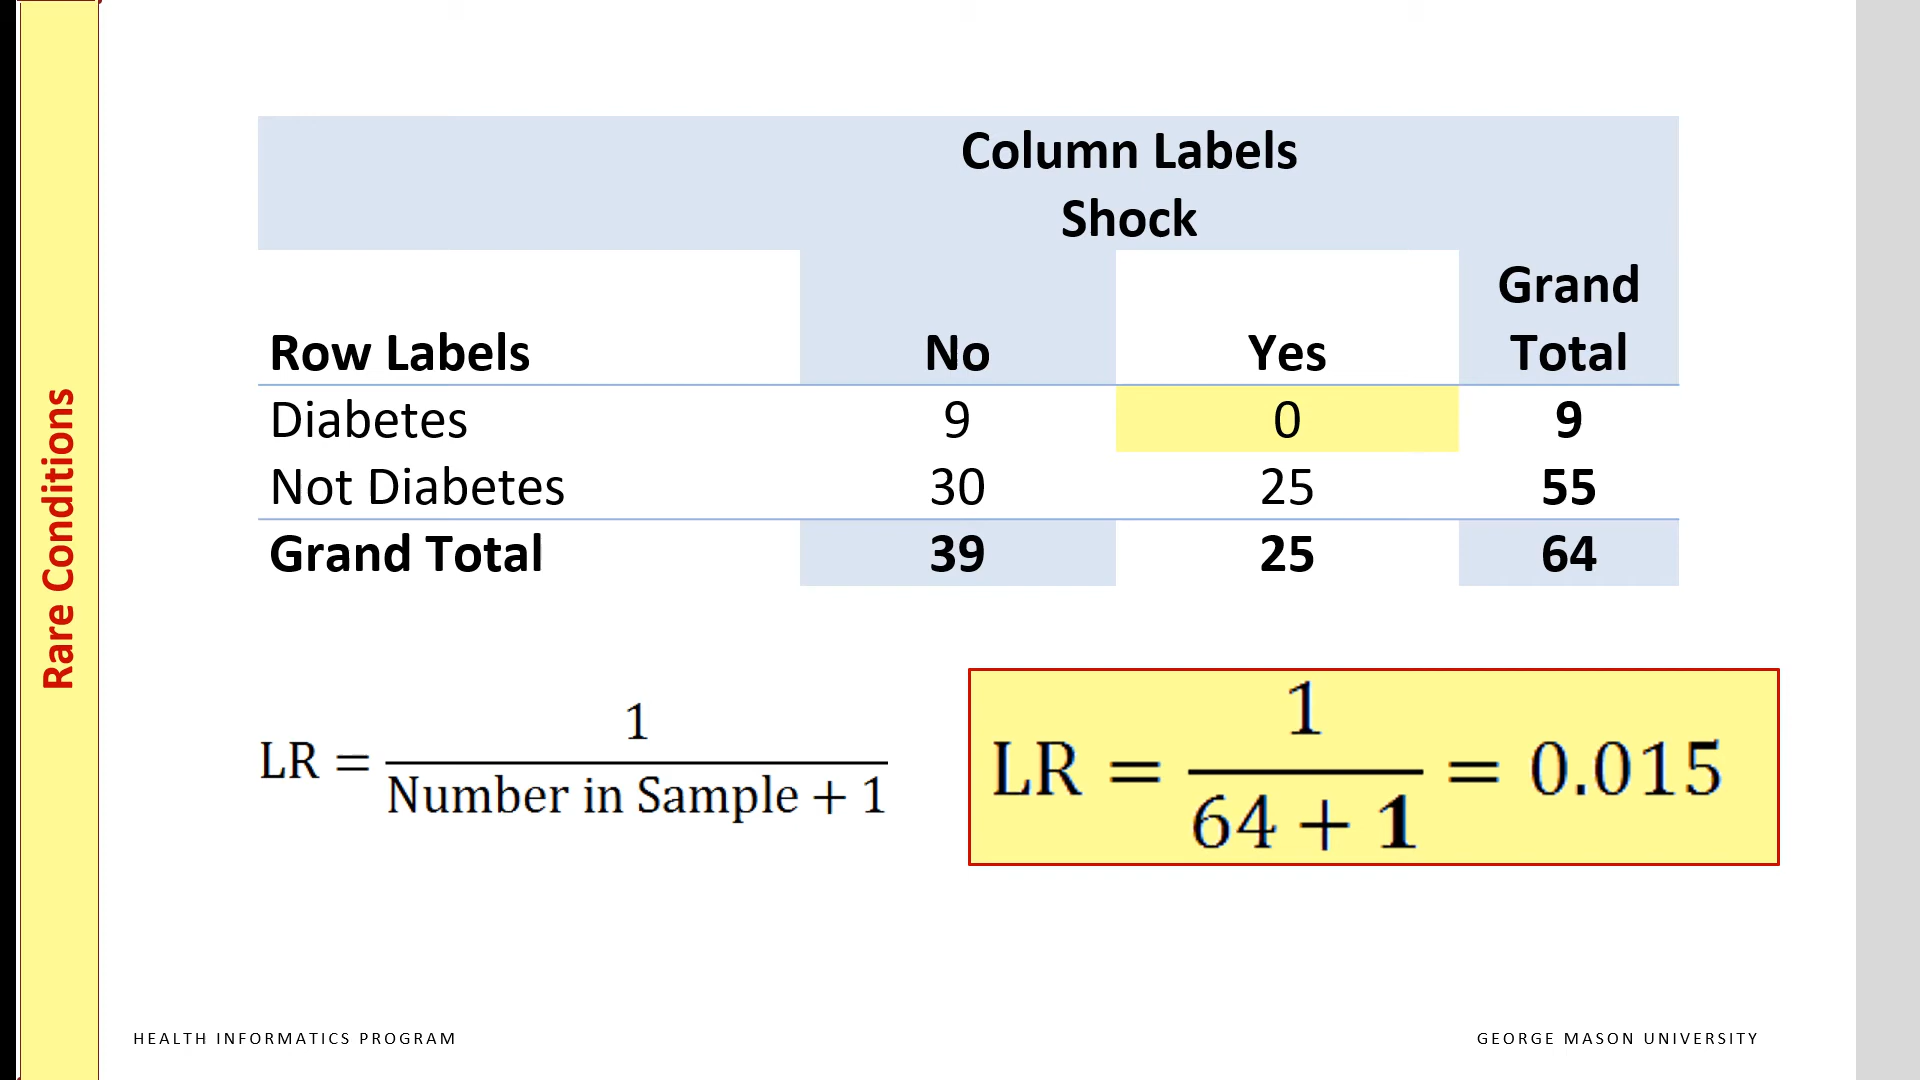 Rare Conditions
Column Labels
Shock
Row Labels No Yes Grand Total
Diabetes 9 0 9
Not Diabetes 30 25 55
Grand Total 39 25 64
LR = 1 / Number in Sample + 1
LR = 1 / 64 + 1 = 0.015
HEALTH INFORMATICS PROGRAM
GEORGE MASON UNIVERSITY